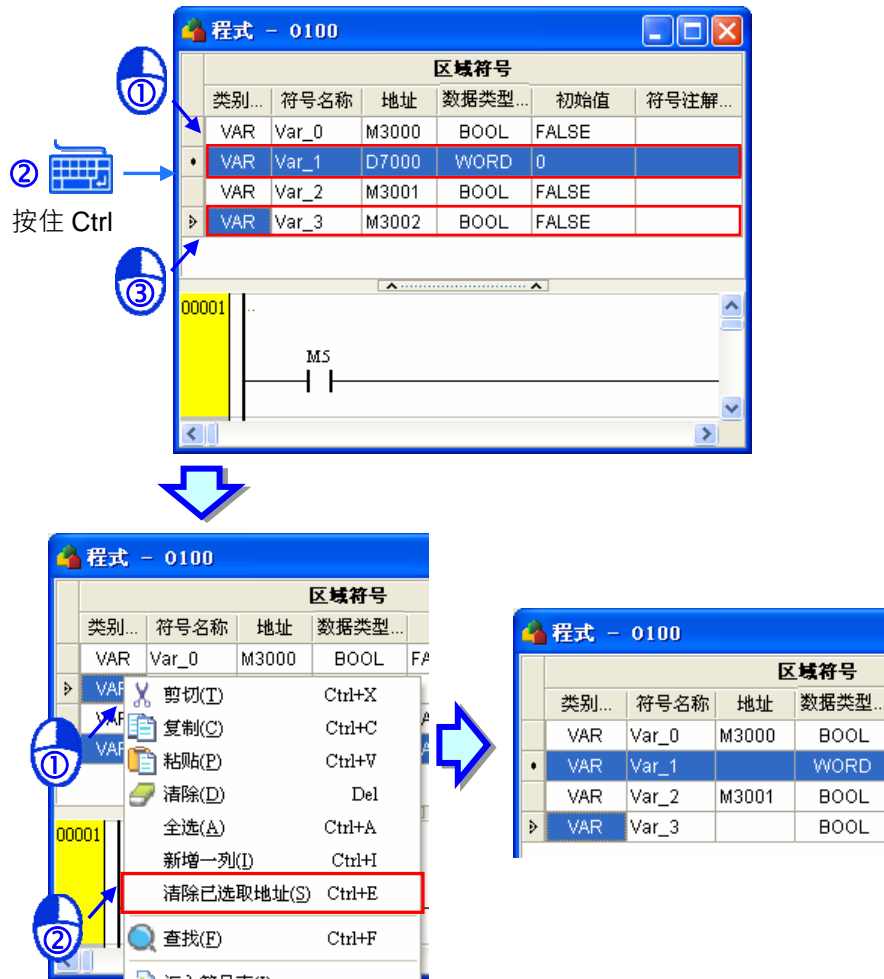 程式 - 0100
区域符号
类别... 符号名称 地址 数据类型... 初始值 符号注解...
VAR Var_0 M3000 BOOL FALSE
VAR Var_1 D7000 WORD 0
VAR Var_2 M3001 BOOL FALSE
VAR Var_3 M3002 BOOL FALSE
①
②
按住 Ctrl
③
00001
M5
程式 - 0100
区域符号
类别... 符号名称 地址 数据类型...
VAR Var_0 M3000 BOOL
VAR
VAR
VAR
剪切(T) Ctrl+X
复制(C) Ctrl+C
粘贴(P) Ctrl+V
清除(D) Del
全选(A) Ctrl+A
新增一列(I) Ctrl+I
清除已选取地址(S) Ctrl+E
查找(F) Ctrl+F
①
00001
②
程式 - 0100
区域符号
类别... 符号名称 地址 数据类型...
VAR Var_0 M3000 BOOL
VAR Var_1 WORD
VAR Var_2 M3001 BOOL
VAR Var_3 BOOL